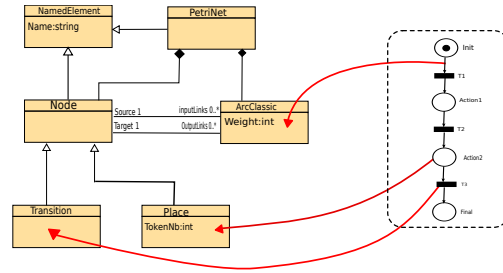 NamedElement
Name:string
PetriNet
Node
Source 1
inputLinks 0..*
Target 1
OutputLinks 0..*
ArcClassic
Weight:int
Transition
Place
TokenNb:int
Init
T1
Action1
T2
Action2
T3
Final